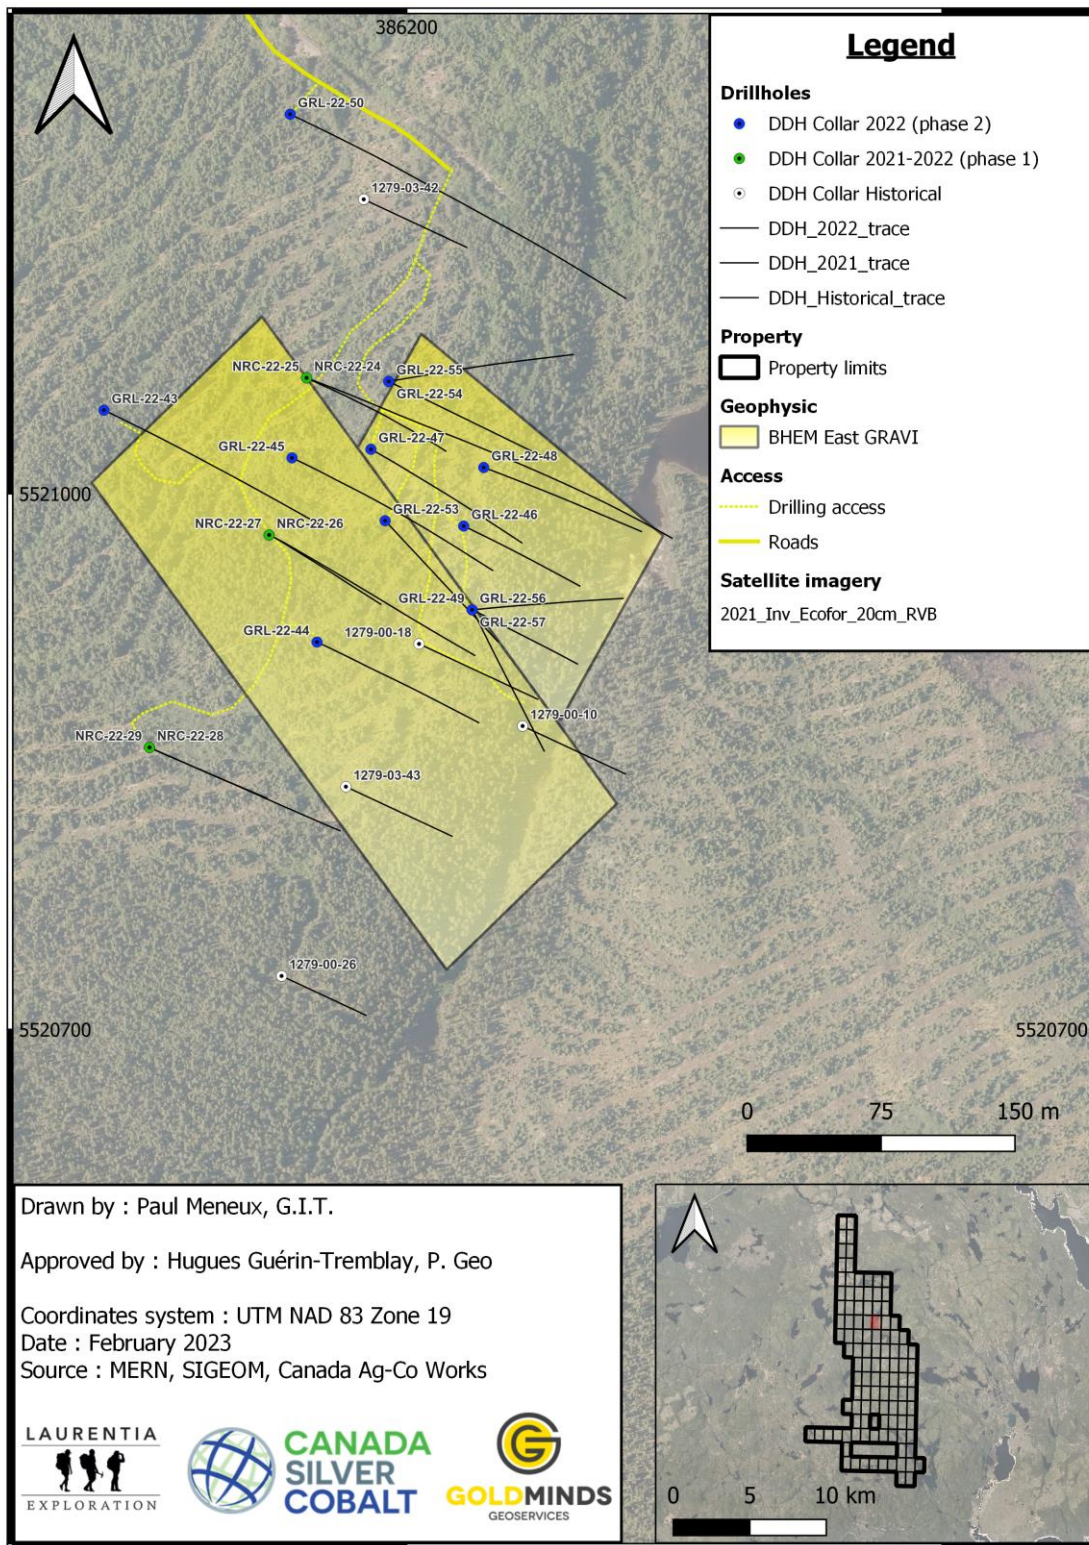 386200
Legend
Drillholes
DDH Collar 2022 (phase 2)
DDH Collar 2021-2022 (phase 1)
DDH Collar Historical
DDH_2022_trace
DDH_2021_trace
DDH_Historical_trace
Property
Property limits
Geophysic
BHEM East GRAVI
Access
Drilling access
Roads
Satellite imagery
2021_Inv_Ecofor_20cm_RVB
GRL-22-50
1279-03-42
NRC-22-25
NRC-22-24
GRL-22-55
GRL-22-54
GRL-22-43
GRL-22-45
GRL-22-47
GRL-22-48
5521000
GRL-22-53
GRL-22-46
NRC-22-27
NRC-22-26
GRL-22-49
GRL-22-56
GRL-22-57
GRL-22-44
1279-00-18
1279-00-10
NRC-22-29
NRC-22-28
1279-03-43
1279-00-26
5520700
5520700
0 75 150 m
Drawn by : Paul Meneux, G.I.T.
Approved by : Hugues Guérin-Tremblay, P. Geo
Coordinates system : UTM NAD 83 Zone 19
Date : February 2023
Source : MERN, SIGEOM, Canada Ag-Co Works
LAURENTIA
EXPLORATION
CANADA
SILVER
COBALT
GOLDMINDS
GEOSERVICES
0 5 10 km